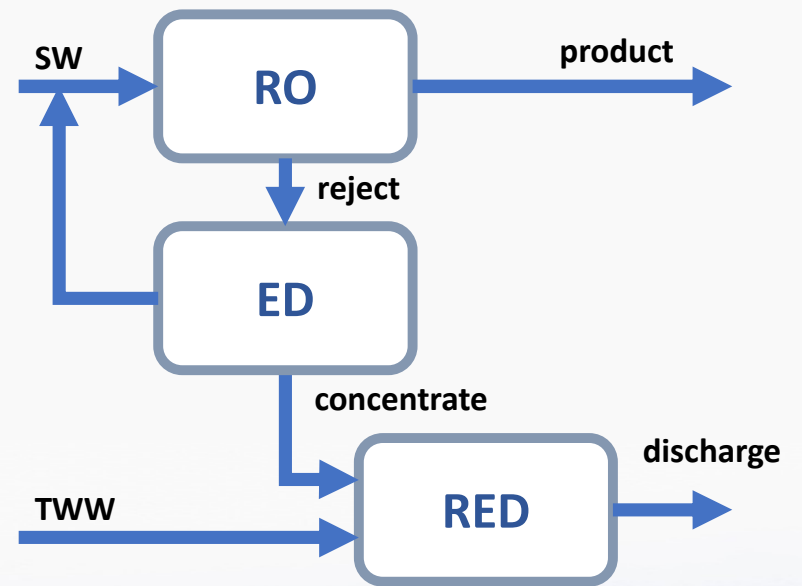 SW
RO
product
reject
ED
concentrate
discharge
TWW
RED